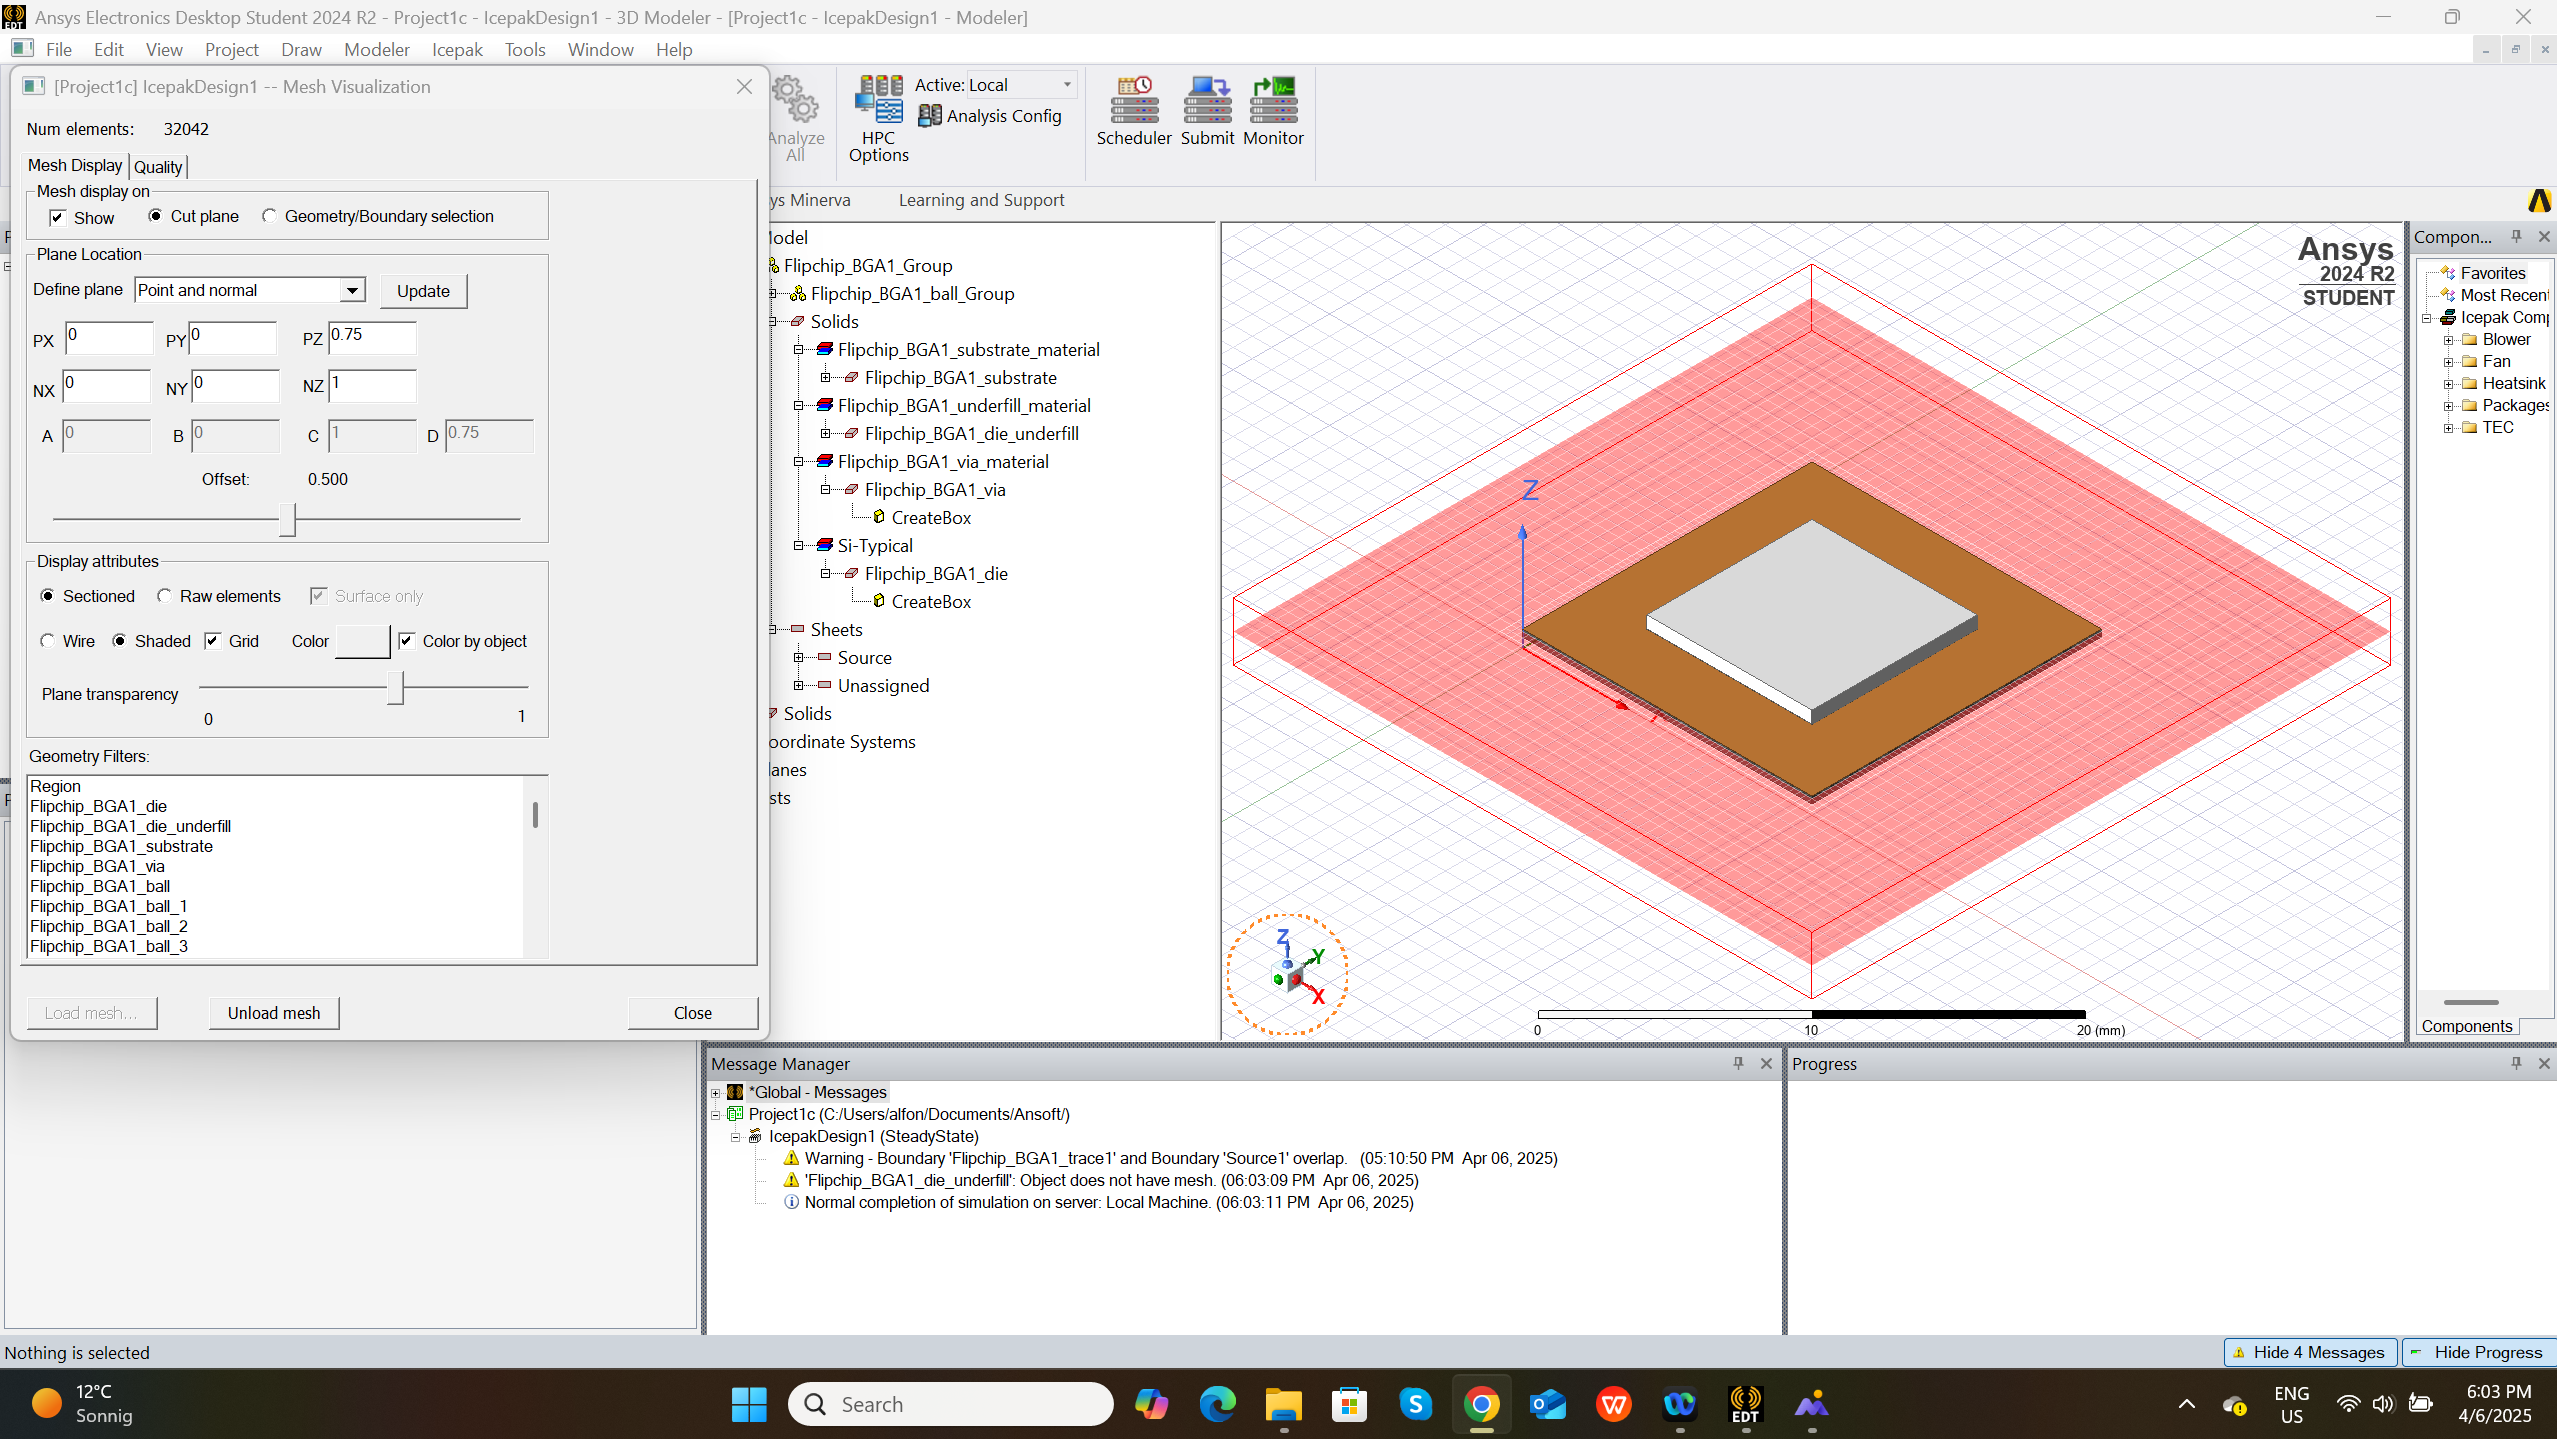 Ansys Electronics Desktop Student 2024 R2 - Project1c - IcepakDesign1 - 3D Modeler - [Project1c - IcepakDesign1 - Modeler]
File Edit View Project Draw Modeler Icepak Tools Window Help
[Project1c] IcepakDesign1 -- Mesh Visualization
Num elements: 32042
Mesh Display Quality
Mesh display on
Show Cut plane Geometry/Boundary selection
Plane Location
Define plane Point and normal Update
PX 0 PY 0 PZ 0.75
NX 0 NY 0 NZ 1
A 0 B 0 C 1 D 0.75
Offset: 0.500
Display attributes
Sectioned Raw elements Surface only
Wire Shaded Grid Color Color by object
Plane transparency
0 1
Geometry Filters:
Region
Flipchip_BGA1_die
Flipchip_BGA1_die_underfill
Flipchip_BGA1_substrate
Flipchip_BGA1_via
Flipchip_BGA1_ball
Flipchip_BGA1_ball_1
Flipchip_BGA1_ball_2
Flipchip_BGA1_ball_3
Load mesh... Unload mesh Close
Analyze
All
HPC
Options
Active: Local
Analysis Config
Scheduler Submit Monitor
ys Minerva Learning and Support
odel
Flipchip_BGA1_Group
Flipchip_BGA1_ball_Group
Solids
Flipchip_BGA1_substrate_material
Flipchip_BGA1_substrate
Flipchip_BGA1_underfill_material
Flipchip_BGA1_die_underfill
Flipchip_BGA1_via_material
Flipchip_BGA1_via
CreateBox
Si-Typical
Flipchip_BGA1_die
CreateBox
Sheets
Source
Unassigned
Solids
oordinate Systems
lanes
sts
Ansys
2024 R2
STUDENT
Z
Z
Y
X
0 10 20 (mm)
Compon...
Favorites
Most Recent
Icepak Comp
Blower
Fan
Heatsink
Packages
TEC
Components
Message Manager
*Global - Messages
Project1c (C:/Users/alfon/Documents/Ansoft/)
IcepakDesign1 (SteadyState)
Warning - Boundary 'Flipchip_BGA1_trace1' and Boundary 'Source1' overlap. (05:10:50 PM Apr 06, 2025)
'Flipchip_BGA1_die_underfill': Object does not have mesh. (06:03:09 PM Apr 06, 2025)
Normal completion of simulation on server: Local Machine. (06:03:11 PM Apr 06, 2025)
Progress
Nothing is selected
Hide 4 Messages Hide Progress
12°C
Sonnig
Search
EDT
ENG
US
6:03 PM
4/6/2025